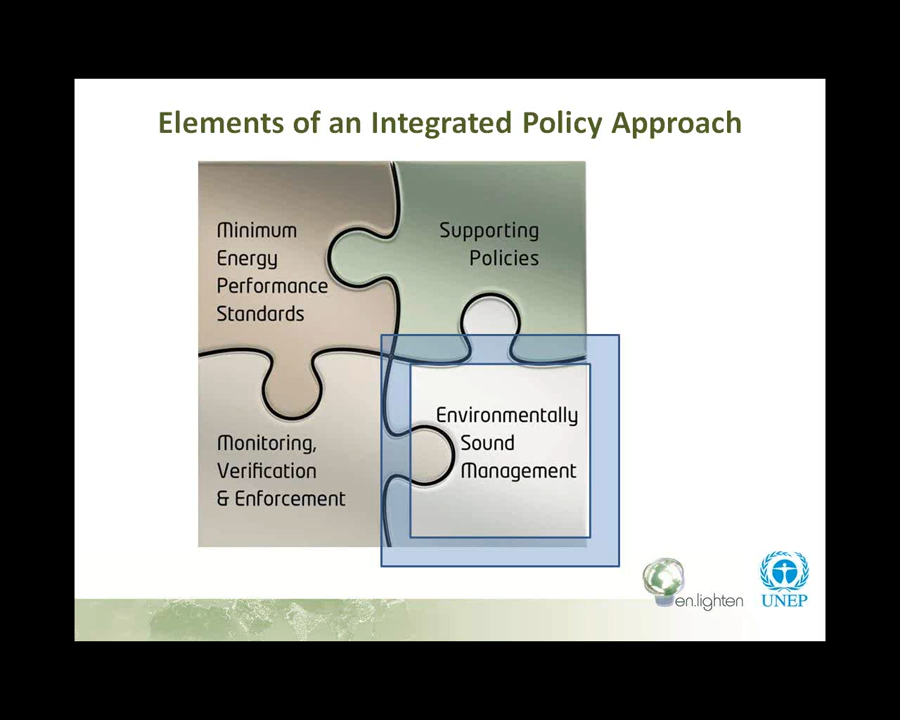 Elements of an Integrated Policy Approach
Minimum
Energy
Performance
Standards
Supporting
Policies
Monitoring,
Verification
& Enforcement
Environmentally
Sound
Management
en.lighten
UNEP